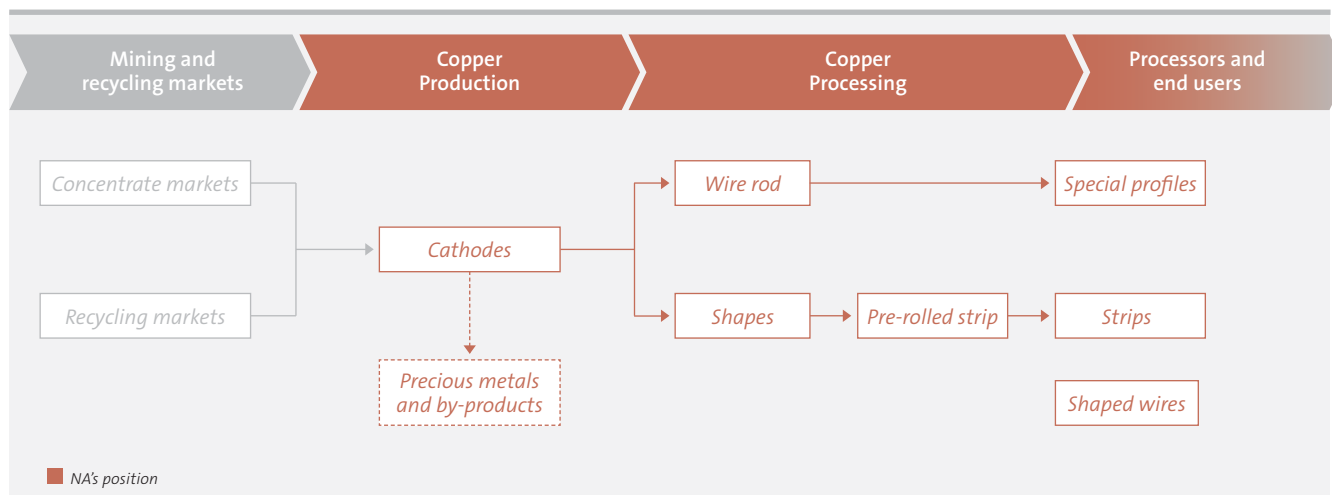 Mining and
recycling markets
Copper
Production
Copper
Processing
Processors and
end users
Concentrate markets
Wire rod
Special profiles
Cathodes
Recycling markets
Shapes
Pre-rolled strip
Strips
Precious metals
and by-products
Shaped wires
NA's position